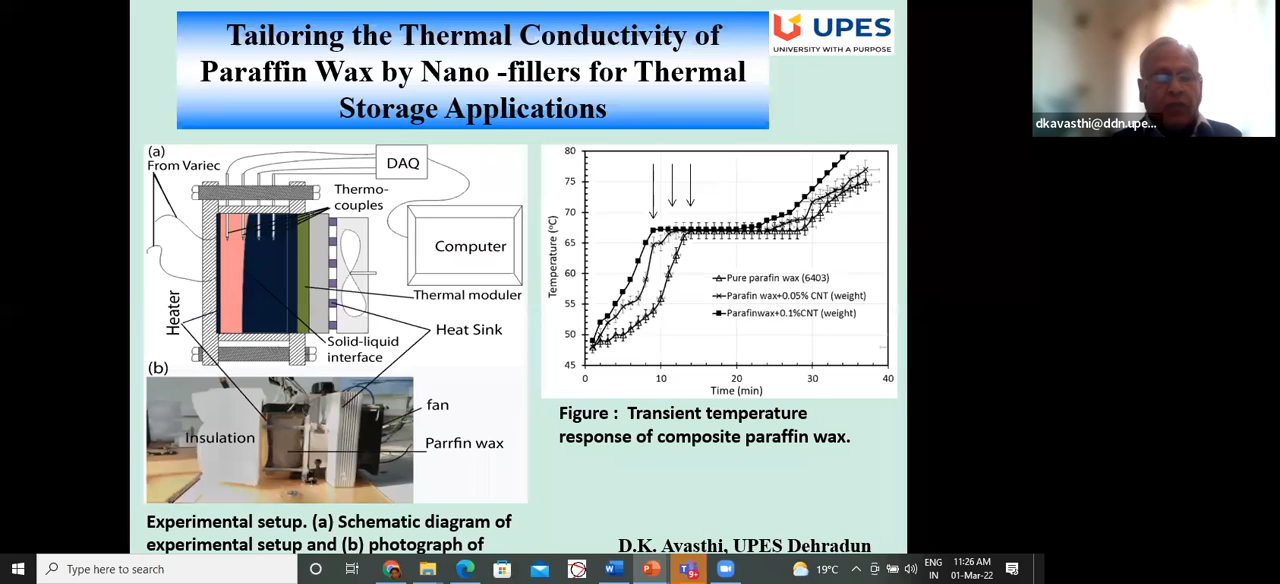 Tailoring the Thermal Conductivity of
Paraffin Wax by Nano -fillers for Thermal
Storage Applications
UPES
UNIVERSITY WITH A PURPOSE
dkavasthi@ddn.upe...
(a)
From Variec
DAQ
Thermo-
couples
Computer
Thermal moduler
Heater
Heat Sink
Solid-liquid
interface
(b)
fan
Insulation
Parrfin wax
Experimental setup. (a) Schematic diagram of
experimental setup and (b) photograph of
80
75
70
65
60
55
50
45
Temperature (°C)
Pure parafin wax (6403)
Parafin wax+0.05% CNT (weight)
Parafinwax+0.1%CNT (weight)
0 10 20 30 40
Time (min)
Figure : Transient temperature
response of composite paraffin wax.
D.K. Avasthi, UPES Dehradun
Type here to search
9+
19°C
ENG
IN
11:26 AM
01-Mar-22